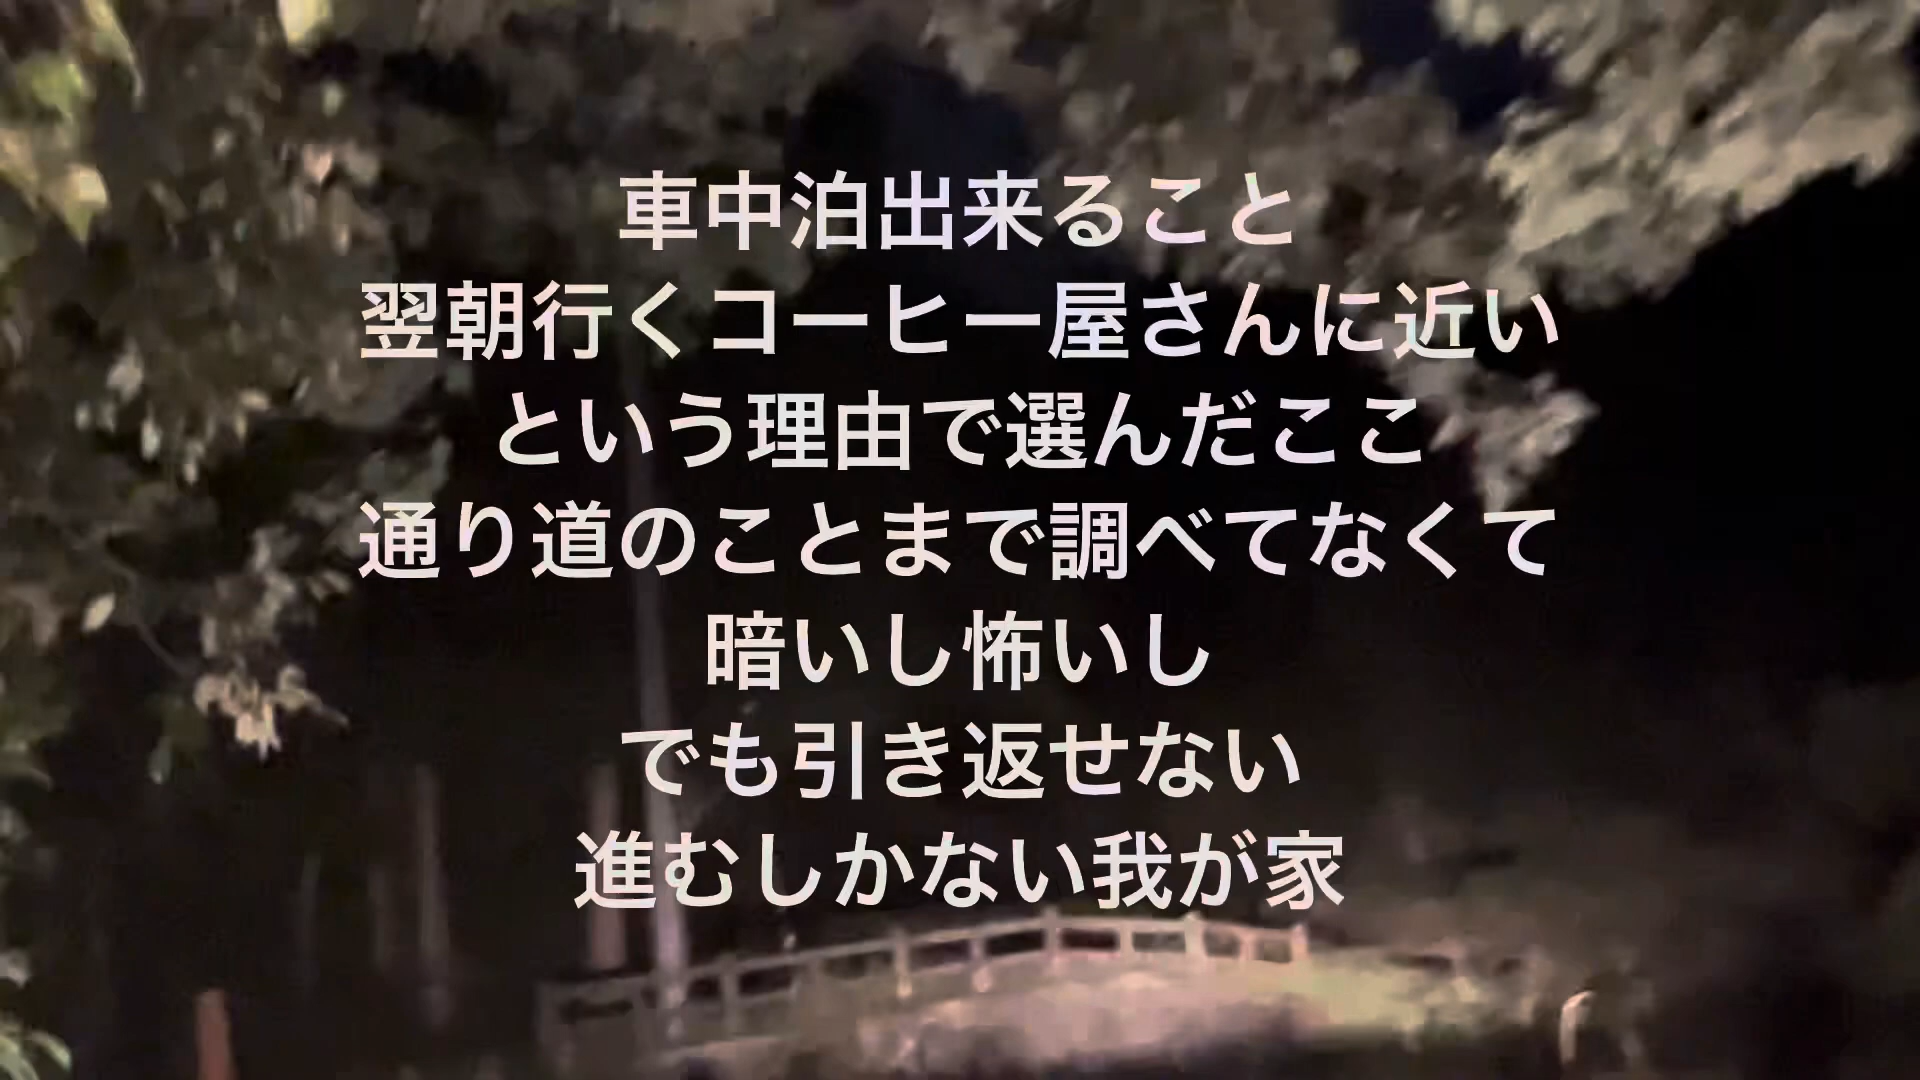 車中泊出来ること
翌朝行くコーヒー屋さんに近い
という理由で選んだここ
通り道のことまで調べてなくて
暗いし怖いし
でも引き返せない
進むしかない我が家